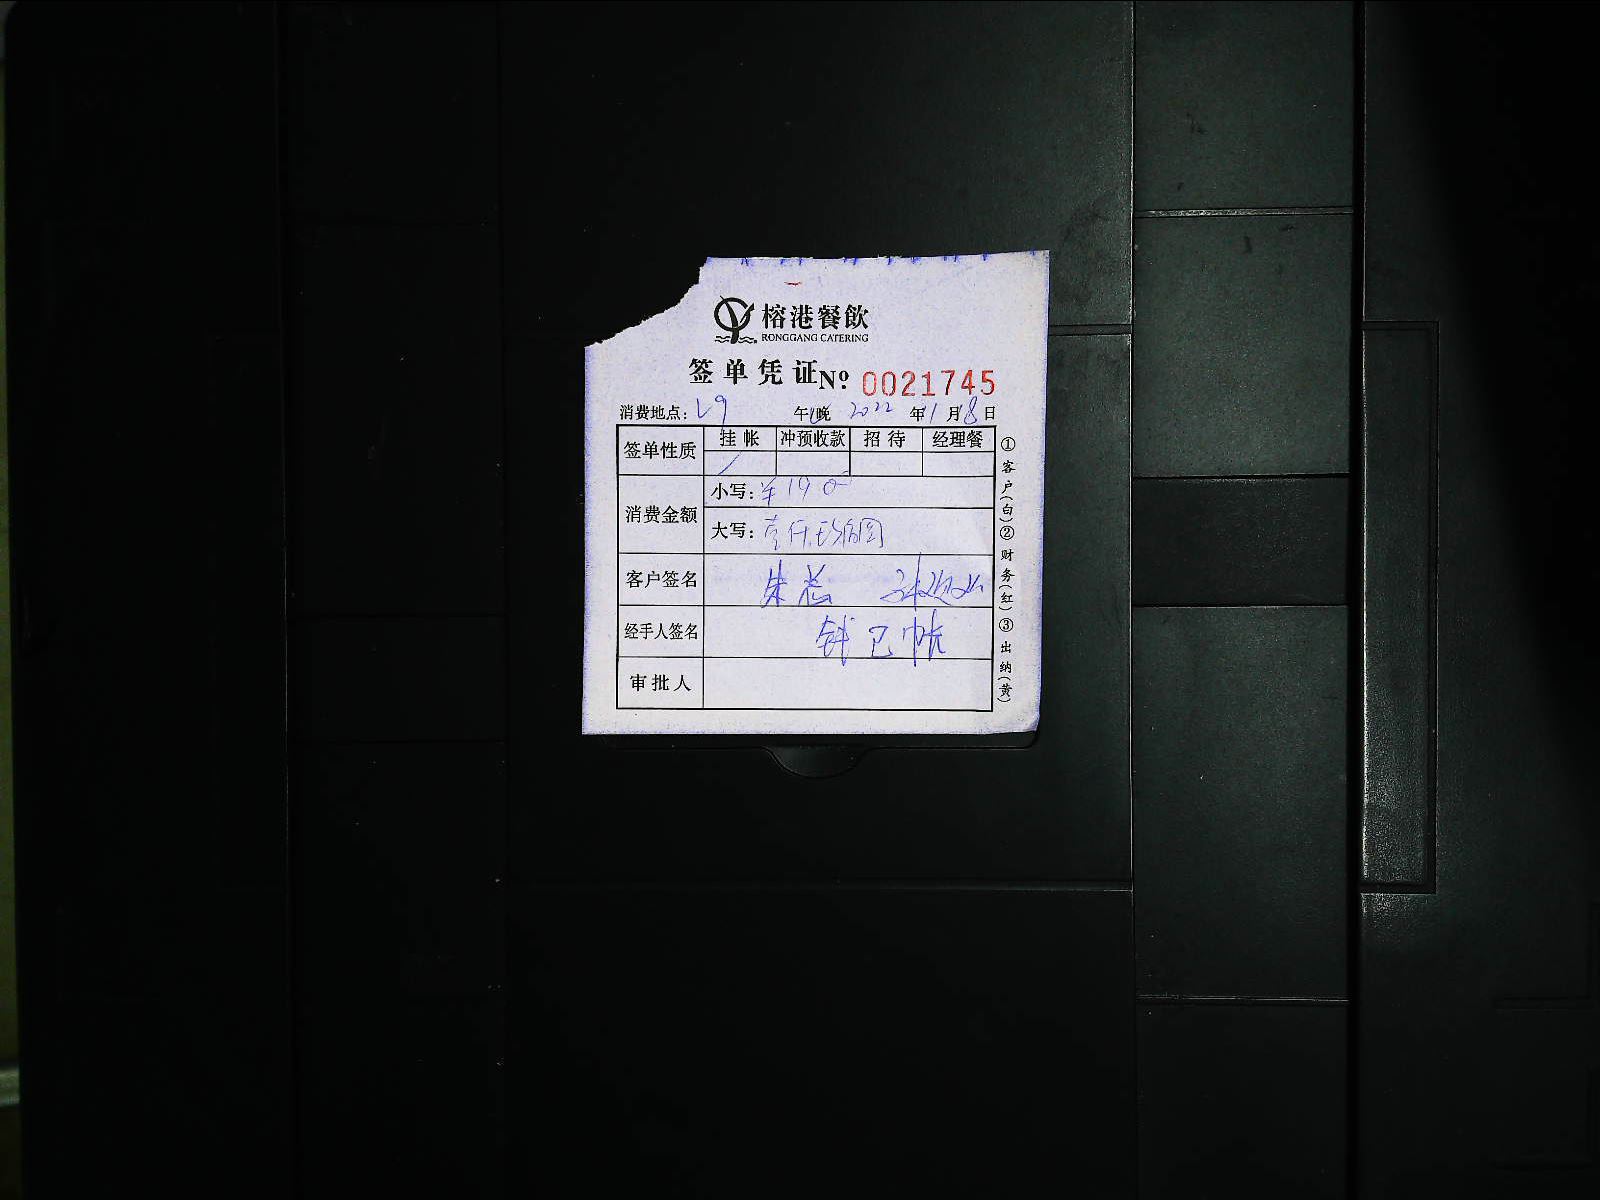 榕港餐飲
RONGGANG CATERING
签单凭证 No 0021745
消费地点: L9 午 晚 2022 年 1 月 18 日
签单性质 挂帐 冲预收款 招待 经理餐
消费金额
小写:
大写:
客户签名 朱总
经手人签名 钱已
审批人
①客户(白)②财务(红)③出纳(黄)